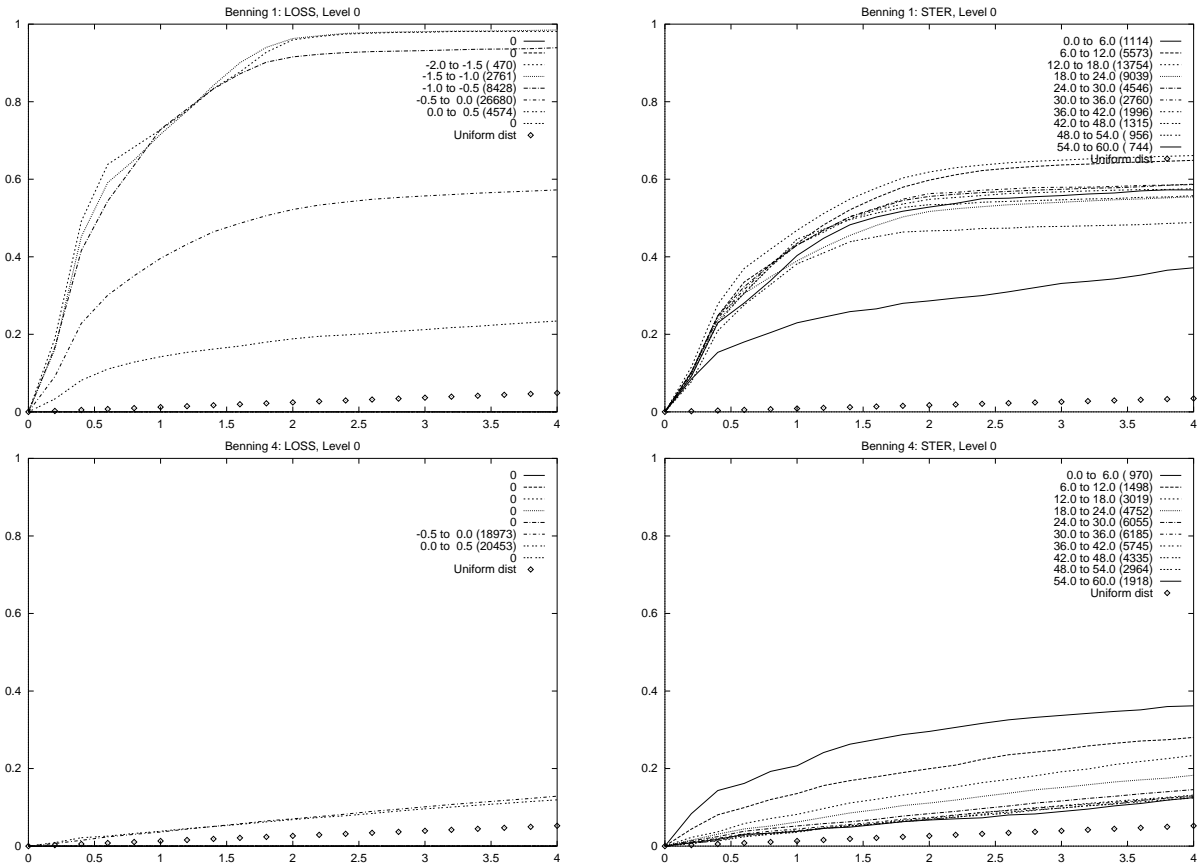 Benning 1: LOSS, Level 0
1
0.8
0.6
0.4
0.2
0
0 0.5 1 1.5 2 2.5 3 3.5 4
0
0
-2.0 to -1.5 ( 470)
-1.5 to -1.0 (2761)
-1.0 to -0.5 (8428)
-0.5 to 0.0 (26680)
0.0 to 0.5 (4574)
0
Uniform dist
Benning 1: STER, Level 0
1
0.8
0.6
0.4
0.2
0
0 0.5 1 1.5 2 2.5 3 3.5 4
0.0 to 6.0 (1114)
6.0 to 12.0 (5573)
12.0 to 18.0 (13754)
18.0 to 24.0 (9039)
24.0 to 30.0 (4546)
30.0 to 36.0 (2760)
36.0 to 42.0 (1996)
42.0 to 48.0 (1315)
48.0 to 54.0 ( 956)
54.0 to 60.0 ( 744)
Uniform dist
Benning 4: LOSS, Level 0
1
0.8
0.6
0.4
0.2
0
0 0.5 1 1.5 2 2.5 3 3.5 4
0
0
0
0
0
-0.5 to 0.0 (18973)
0.0 to 0.5 (20453)
0
Uniform dist
Benning 4: STER, Level 0
1
0.8
0.6
0.4
0.2
0
0 0.5 1 1.5 2 2.5 3 3.5 4
0.0 to 6.0 ( 970)
6.0 to 12.0 (1498)
12.0 to 18.0 (3019)
18.0 to 24.0 (4752)
24.0 to 30.0 (6055)
30.0 to 36.0 (6185)
36.0 to 42.0 (5745)
42.0 to 48.0 (4335)
48.0 to 54.0 (2964)
54.0 to 60.0 (1918)
Uniform dist